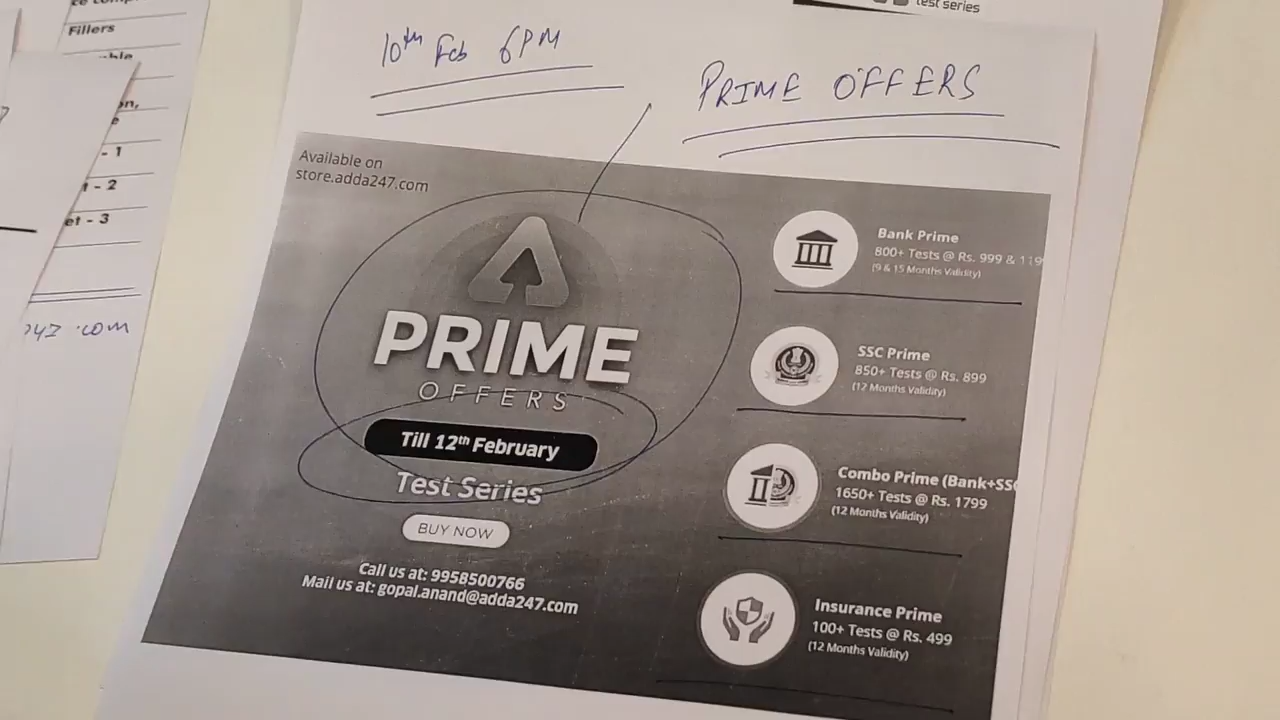 test series
Fillers
- 1
- 2
et - 3
.com
10th Feb 6PM
PRIME OFFERS
Available on
store.adda247.com
PRIME
OFFERS
Till 12th February
Test Series
BUY NOW
Call us at: 9958500766
Mail us at: gopal.anand@adda247.com
Bank Prime
800+ Tests @ Rs. 999 & 119
(9 & 15 Months Validity)
SSC Prime
850+ Tests @ Rs. 899
(12 Months Validity)
Combo Prime (Bank+SSC
1650+ Tests @ Rs. 1799
(12 Months Validity)
Insurance Prime
100+ Tests @ Rs. 499
(12 Months Validity)